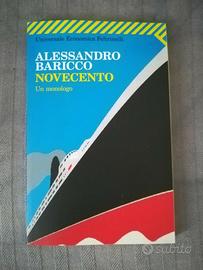 Universale Economica Feltrinelli
ALESSANDRO
BARICCO
NOVECENTO
Un monologo
subito